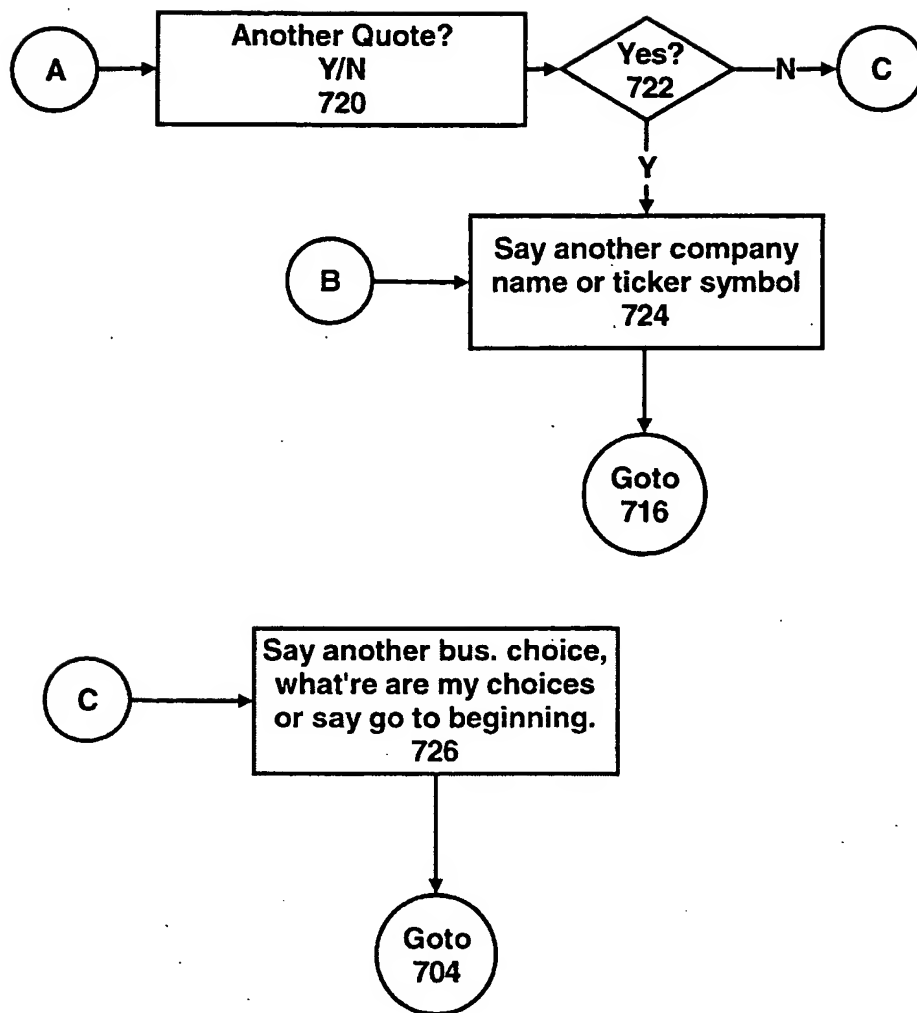 A
Another Quote?
Y/N
720
Yes?
722
N
C
Y
B
Say another company
name or ticker symbol
724
Goto
716
C
Say another bus. choice,
what're are my choices
or say go to beginning.
726
Goto
704